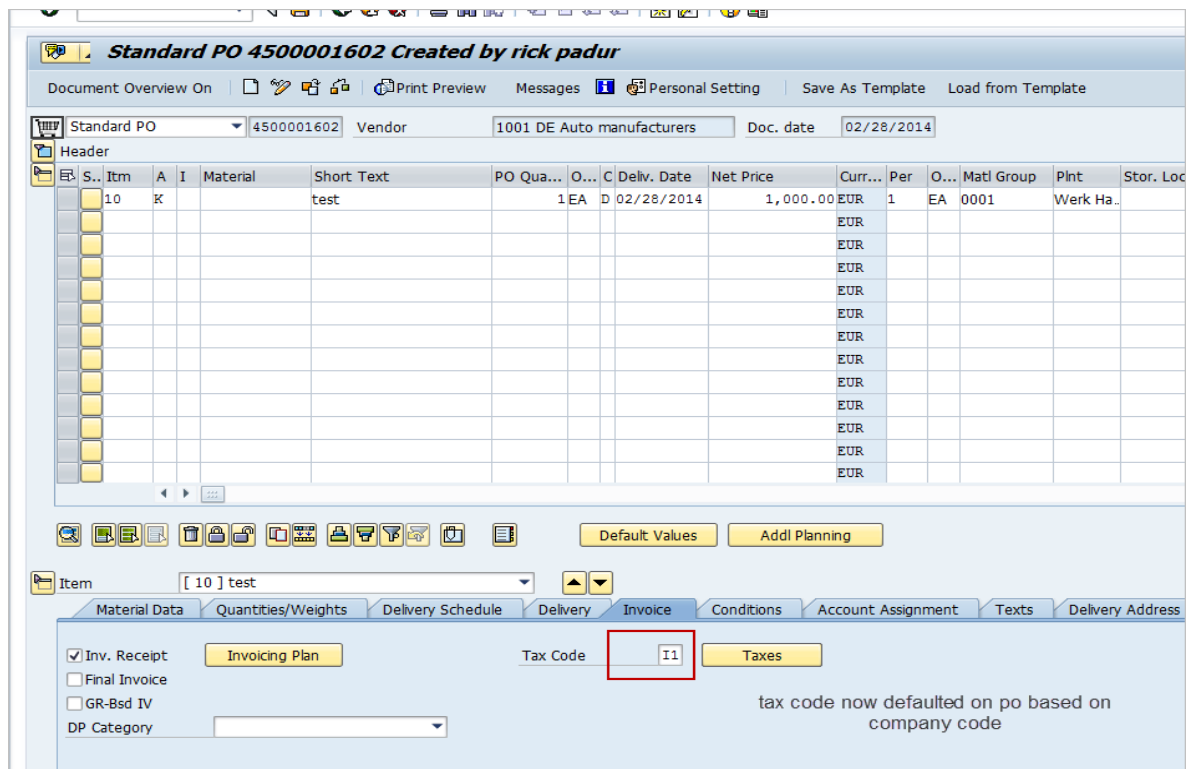 Standard PO 4500001602 Created by rick padur
Document Overview On Print Preview Messages Personal Setting Save As Template Load from Template
Standard PO 4500001602 Vendor 1001 DE Auto manufacturers Doc. date 02/28/2014
Header
S.. Itm A I Material Short Text PO Qua... O... C Deliv. Date Net Price Curr... Per O... Matl Group Plnt Stor. Loc
10 K test 1 EA D 02/28/2014 1,000.00 EUR 1 EA 0001 Werk Ha..
EUR
EUR
EUR
EUR
EUR
EUR
EUR
EUR
EUR
EUR
EUR
EUR
Default Values Addl Planning
Item [ 10 ] test
Material Data Quantities/Weights Delivery Schedule Delivery Invoice Conditions Account Assignment Texts Delivery Address
Inv. Receipt Invoicing Plan Tax Code I1 Taxes
Final Invoice
GR-Bsd IV tax code now defaulted on po based on
company code
DP Category